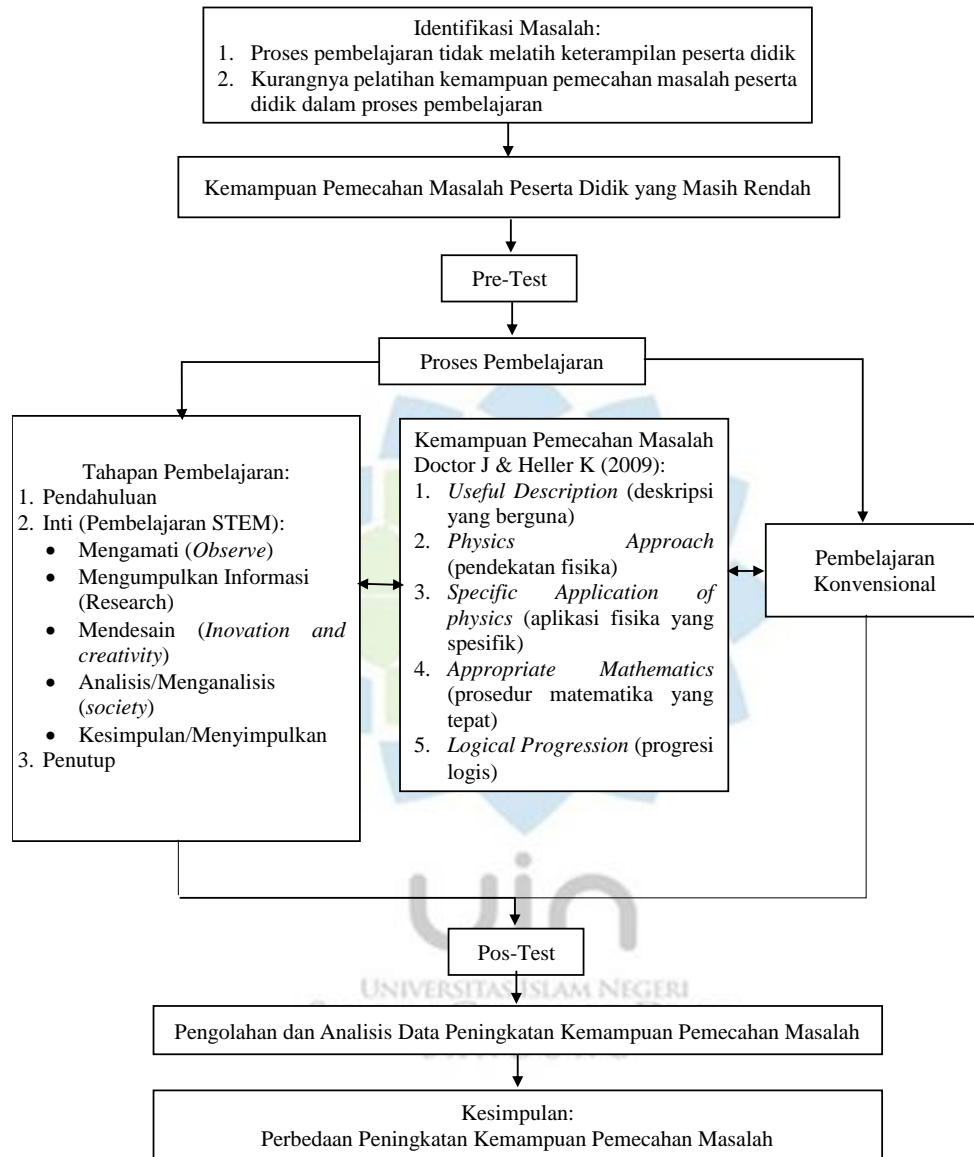 Identifikasi Masalah:
1. Proses pembelajaran tidak melatih keterampilan peserta didik
2. Kurangnya pelatihan kemampuan pemecahan masalah peserta
didik dalam proses pembelajaran
Kemampuan Pemecahan Masalah Peserta Didik yang Masih Rendah
Pre-Test
Proses Pembelajaran
Tahapan Pembelajaran:
1. Pendahuluan
2. Inti (Pembelajaran STEM):
• Mengamati (Observe)
• Mengumpulkan Informasi
(Research)
• Mendesain (Inovation and
creativity)
• Analisis/Menganalisis
(society)
• Kesimpulan/Menyimpulkan
3. Penutup
Kemampuan Pemecahan Masalah
Doctor J & Heller K (2009):
1. Useful Description (deskripsi
yang berguna)
2. Physics Approach
(pendekatan fisika)
3. Specific Application of
physics (aplikasi fisika yang
spesifik)
4. Appropriate Mathematics
(prosedur matematika yang
tepat)
5. Logical Progression (progresi
logis)
Pembelajaran
Konvensional
uin
Pos-Test
UNIVERSITAS ISLAM NEGERI
Pengolahan dan Analisis Data Peningkatan Kemampuan Pemecahan Masalah
Kesimpulan:
Perbedaan Peningkatan Kemampuan Pemecahan Masalah